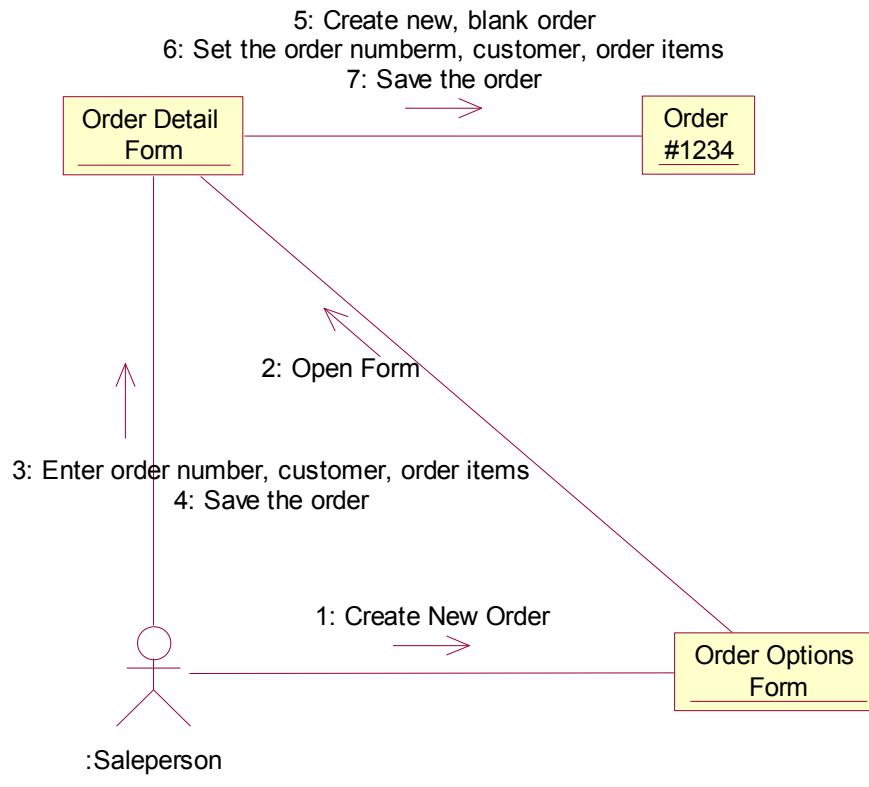 5: Create new, blank order
6: Set the order numberm, customer, order items
7: Save the order
Order Detail
Form
Order
#1234
2: Open Form
3: Enter order number, customer, order items
4: Save the order
1: Create New Order
Order Options
Form
:Saleperson